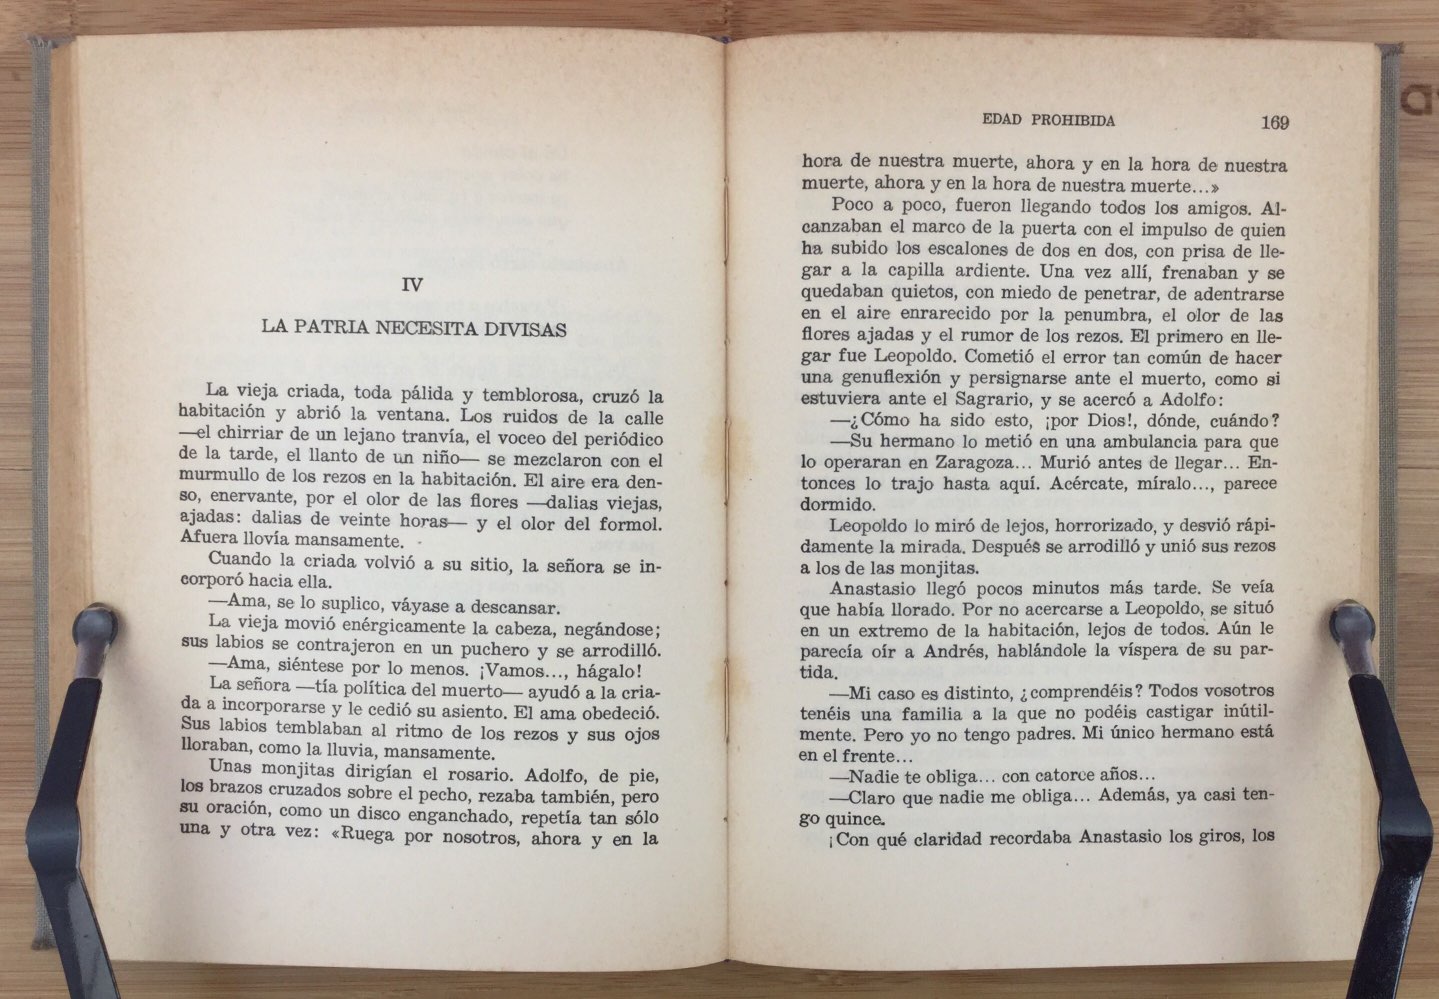 IV
LA PATRIA NECESITA DIVISAS
La vieja criada, toda pálida y temblorosa, cruzó la
habitación y abrió la ventana. Los ruidos de la calle
—el chirriar de un lejano tranvía, el voceo del periódico
de la tarde, el llanto de un niño— se mezclaron con el
murmullo de los rezos en la habitación. El aire era den-
so, enervante, por el olor de las flores —dalias viejas,
ajadas: dalias de veinte horas— y el olor del formol.
Afuera llovía mansamente.
Cuando la criada volvió a su sitio, la señora se in-
corporó hacia ella.
—Ama, se lo suplico, váyase a descansar.
La vieja movió enérgicamente la cabeza, negándose;
sus labios se contrajeron en un puchero y se arrodilló.
—Ama, siéntese por lo menos. ¡Vamos..., hágalo!
La señora —tía política del muerto— ayudó a la cria-
da a incorporarse y le cedió su asiento. El ama obedeció.
Sus labios temblaban al ritmo de los rezos y sus ojos
lloraban, como la lluvia, mansamente.
Unas monjitas dirigían el rosario. Adolfo, de pie,
los brazos cruzados sobre el pecho, rezaba también, pero
su oración, como un disco enganchado, repetía tan sólo
una y otra vez: «Ruega por nosotros, ahora y en la
EDAD PROHIBIDA 169
hora de nuestra muerte, ahora y en la hora de nuestra
muerte, ahora y en la hora de nuestra muerte...»
Poco a poco, fueron llegando todos los amigos. Al-
canzaban el marco de la puerta con el impulso de quien
ha subido los escalones de dos en dos, con prisa de lle-
gar a la capilla ardiente. Una vez allí, frenaban y se
quedaban quietos, con miedo de penetrar, de adentrarse
en el aire enrarecido por la penumbra, el olor de las
flores ajadas y el rumor de los rezos. El primero en lle-
gar fue Leopoldo. Cometió el error tan común de hacer
una genuflexión y persignarse ante el muerto, como si
estuviera ante el Sagrario, y se acercó a Adolfo:
—¿Cómo ha sido esto, ¡por Dios!, dónde, cuándo?
—Su hermano lo metió en una ambulancia para que
lo operaran en Zaragoza... Murió antes de llegar... En-
tonces lo trajo hasta aquí. Acércate, míralo..., parece
dormido.
Leopoldo lo miró de lejos, horrorizado, y desvió rápi-
damente la mirada. Después se arrodilló y unió sus rezos
a los de las monjitas.
Anastasio llegó pocos minutos más tarde. Se veía
que había llorado. Por no acercarse a Leopoldo, se situó
en un extremo de la habitación, lejos de todos. Aún le
parecía oír a Andrés, hablándole la víspera de su par-
tida.
—Mi caso es distinto, ¿comprendéis? Todos vosotros
tenéis una familia a la que no podéis castigar inútil-
mente. Pero yo no tengo padres. Mi único hermano está
en el frente...
—Nadie te obliga... con catorce años...
—Claro que nadie me obliga... Además, ya casi ten-
go quince.
¡Con qué claridad recordaba Anastasio los giros, los